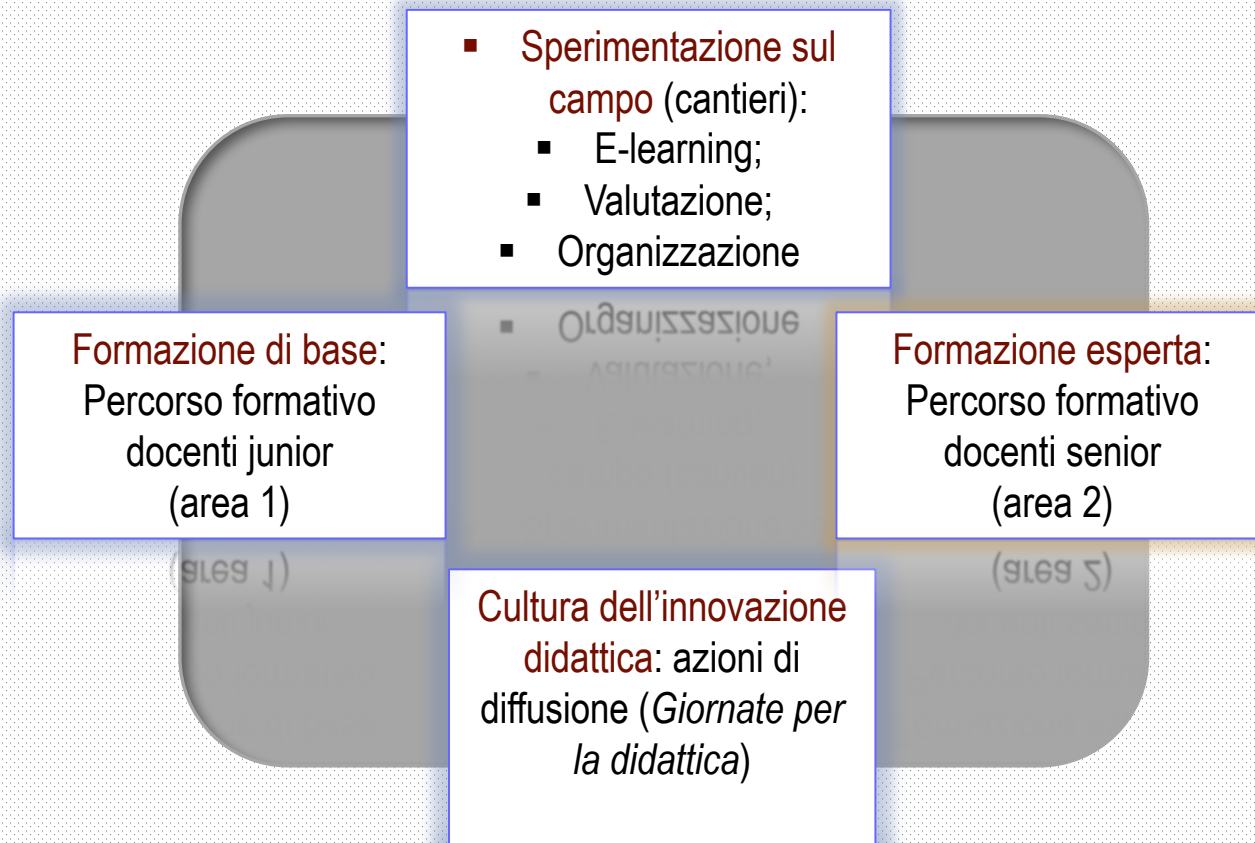 ▪ Sperimentazione sul
campo (cantieri):
▪ E-learning;
▪ Valutazione;
▪ Organizzazione
Formazione di base:
Percorso formativo
docenti junior
(area 1)
Formazione esperta:
Percorso formativo
docenti senior
(area 2)
Cultura dell’innovazione
didattica: azioni di
diffusione (Giornate per
la didattica)